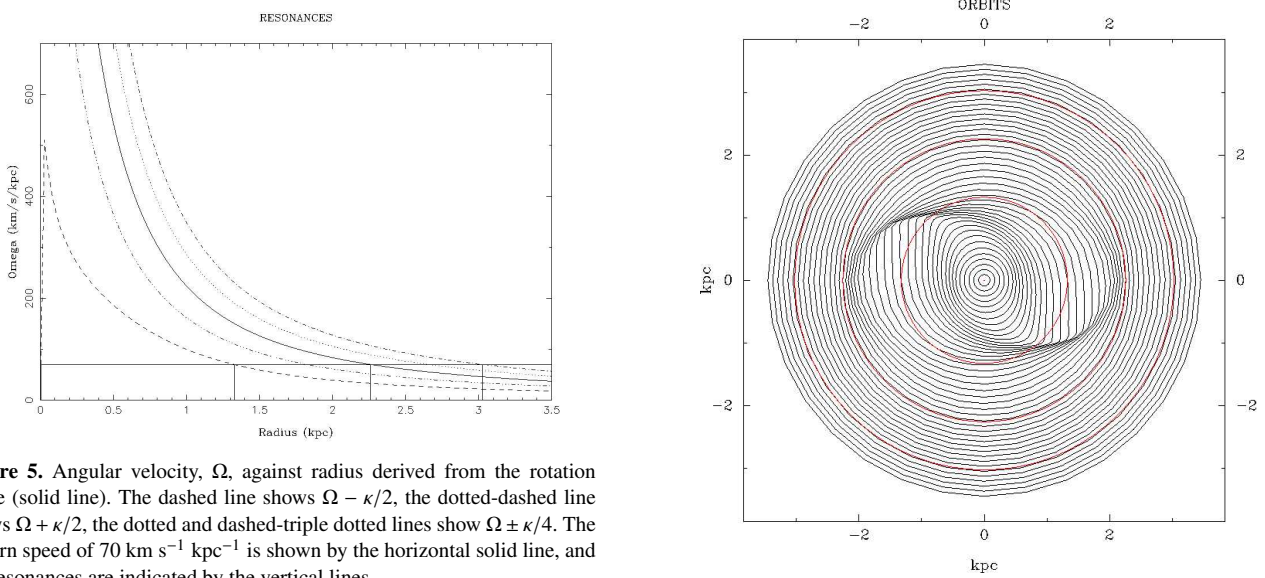 RESONANCES
600
400
200
0
Omega (km/s/kpc)
0 0.5 1 1.5 2 2.5 3 3.5
Radius (kpc)
5. Angular velocity, Ω, against radius derived from the rotation
(solid line). The dashed line shows Ω − κ/2, the dotted-dashed line
Ω + κ/2, the dotted and dashed-triple dotted lines show Ω ± κ/4. The
speed of 70 km s⁻¹ kpc⁻¹ is shown by the horizontal solid line, and
resonances are indicated by the vertical lines.
ORBITS
−2 0 2
2 2
0 0
−2 −2
kpc
−2 0 2
kpc